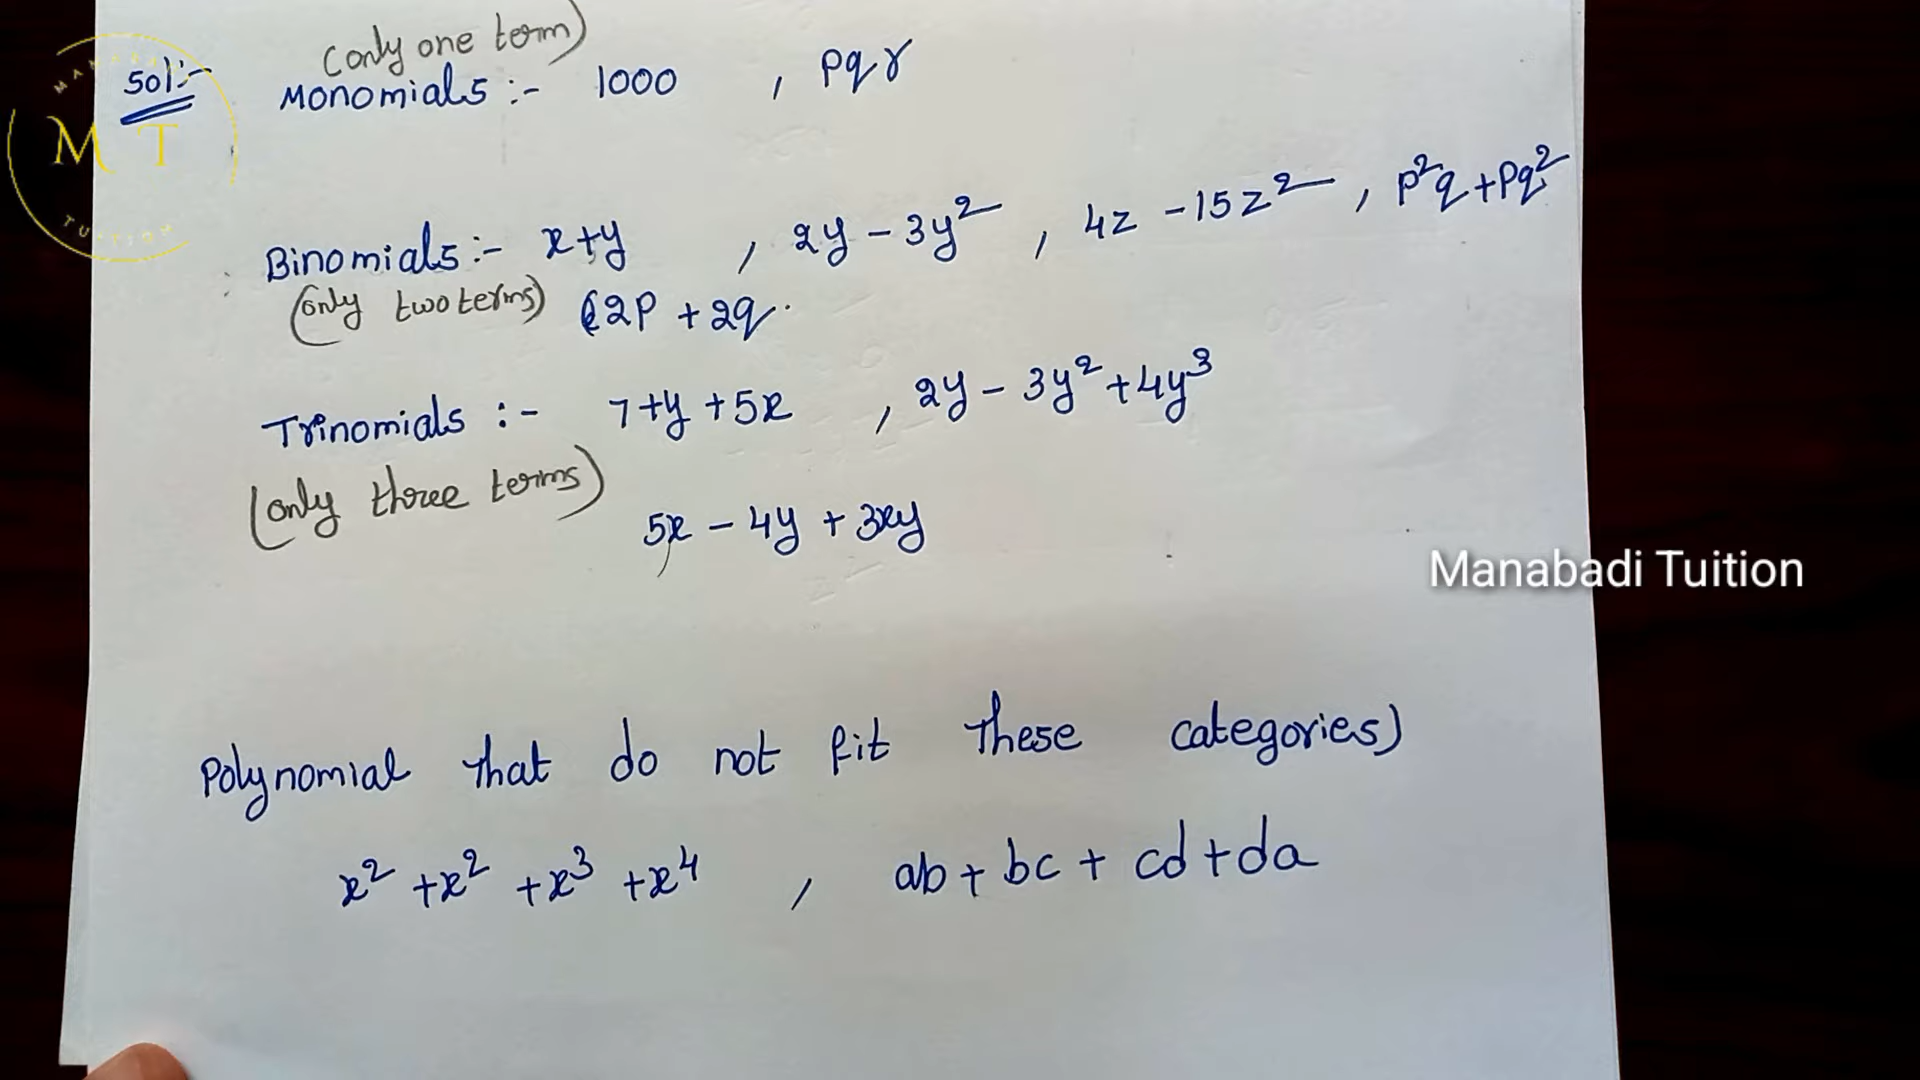 (only one term)
Sol:- Monomials :- 1000 , pqr
Binomials :- x+y , 2y - 3y² , 4z - 15z² , p²q + pq²
(only two terms) (2p + 2q.
Trinomials :- 7+y+5x , 2y - 3y² + 4y³
(only three terms)
5x - 4y + 3xy
Manabadi Tuition
Polynomial that do not fit these categories)
x² + x² + x³ + x⁴ , ab + bc + cd + da
M T
TUITION